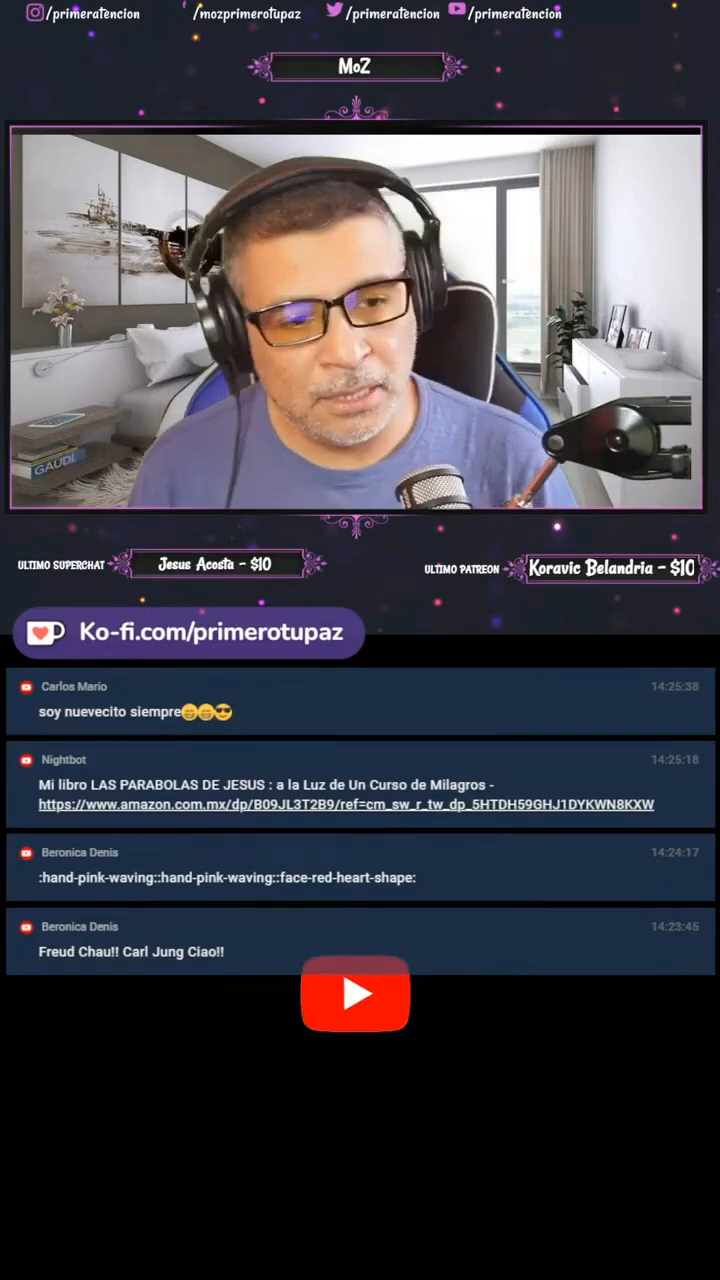 /primeratencion /mozprimerotupaz /primeratencion /primeratencion
MoZ
GAUDÍ
ULTIMO SUPERCHAT Jesus Acosta - $10 ULTIMO PATREON Koravic Belandria - $10
Ko-fi.com/primerotupaz
Carlos Mario 14:25:38
soy nuevecito siempre😁😁😎
Nightbot 14:25:18
Mi libro LAS PARABOLAS DE JESUS : a la Luz de Un Curso de Milagros -
https://www.amazon.com.mx/dp/B09JL3T2B9/ref=cm_sw_r_tw_dp_5HTDH59GHJ1DYKWN8KXW
Beronica Denis 14:24:17
:hand-pink-waving::hand-pink-waving::face-red-heart-shape:
Beronica Denis 14:23:45
Freud Chau!! Carl Jung Ciao!!